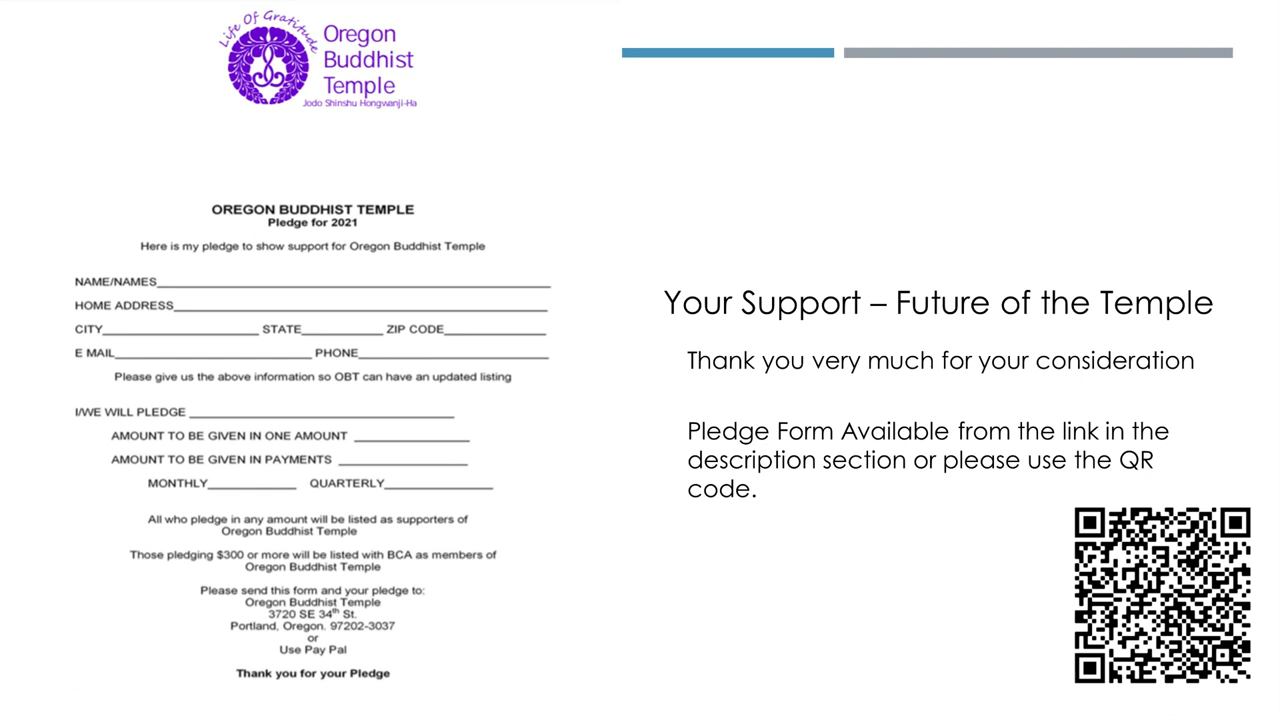 Life Of Gratitude
Oregon
Buddhist
Temple
Jodo Shinshu Hongwanji-Ha
OREGON BUDDHIST TEMPLE
Pledge for 2021
Here is my pledge to show support for Oregon Buddhist Temple
NAME/NAMES
HOME ADDRESS
CITY STATE ZIP CODE
E MAIL PHONE
Please give us the above information so OBT can have an updated listing
I/WE WILL PLEDGE
AMOUNT TO BE GIVEN IN ONE AMOUNT
AMOUNT TO BE GIVEN IN PAYMENTS
MONTHLY QUARTERLY
All who pledge in any amount will be listed as supporters of
Oregon Buddhist Temple
Those pledging $300 or more will be listed with BCA as members of
Oregon Buddhist Temple
Please send this form and your pledge to:
Oregon Buddhist Temple
3720 SE 34th St.
Portland, Oregon. 97202-3037
or
Use Pay Pal
Thank you for your Pledge
Your Support – Future of the Temple
Thank you very much for your consideration
Pledge Form Available from the link in the
description section or please use the QR
code.